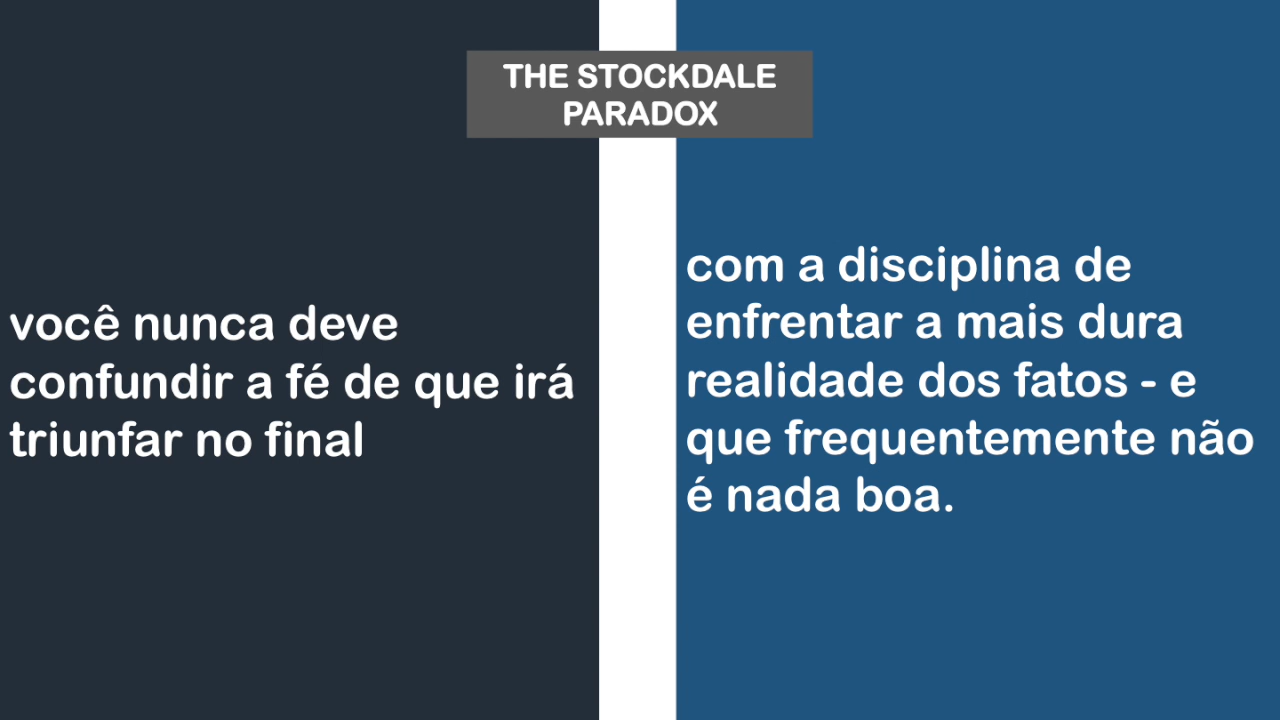 THE STOCKDALE
PARADOX
você nunca deve
confundir a fé de que irá
triunfar no final
com a disciplina de
enfrentar a mais dura
realidade dos fatos - e
que frequentemente não
é nada boa.